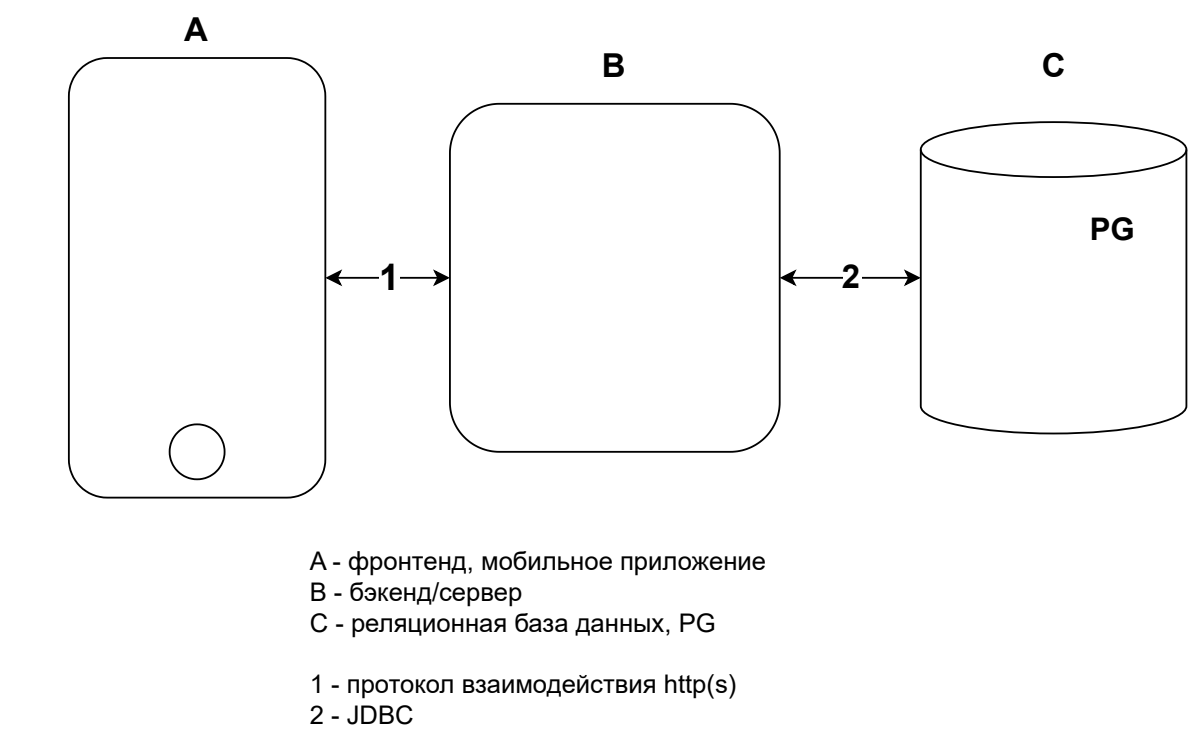 A
B
C
PG
1
2
A - фронтенд, мобильное приложение
B - бэкенд/сервер
C - реляционная база данных, PG
1 - протокол взаимодействия http(s)
2 - JDBC